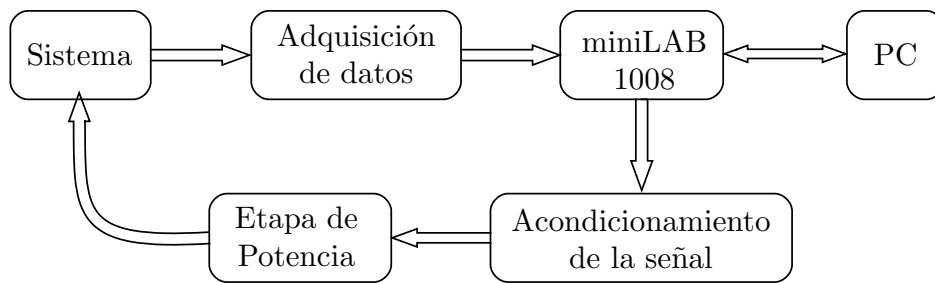 Sistema
Adquisición
de datos
miniLAB
1008
PC
Etapa de
Potencia
Acondicionamiento
de la señal